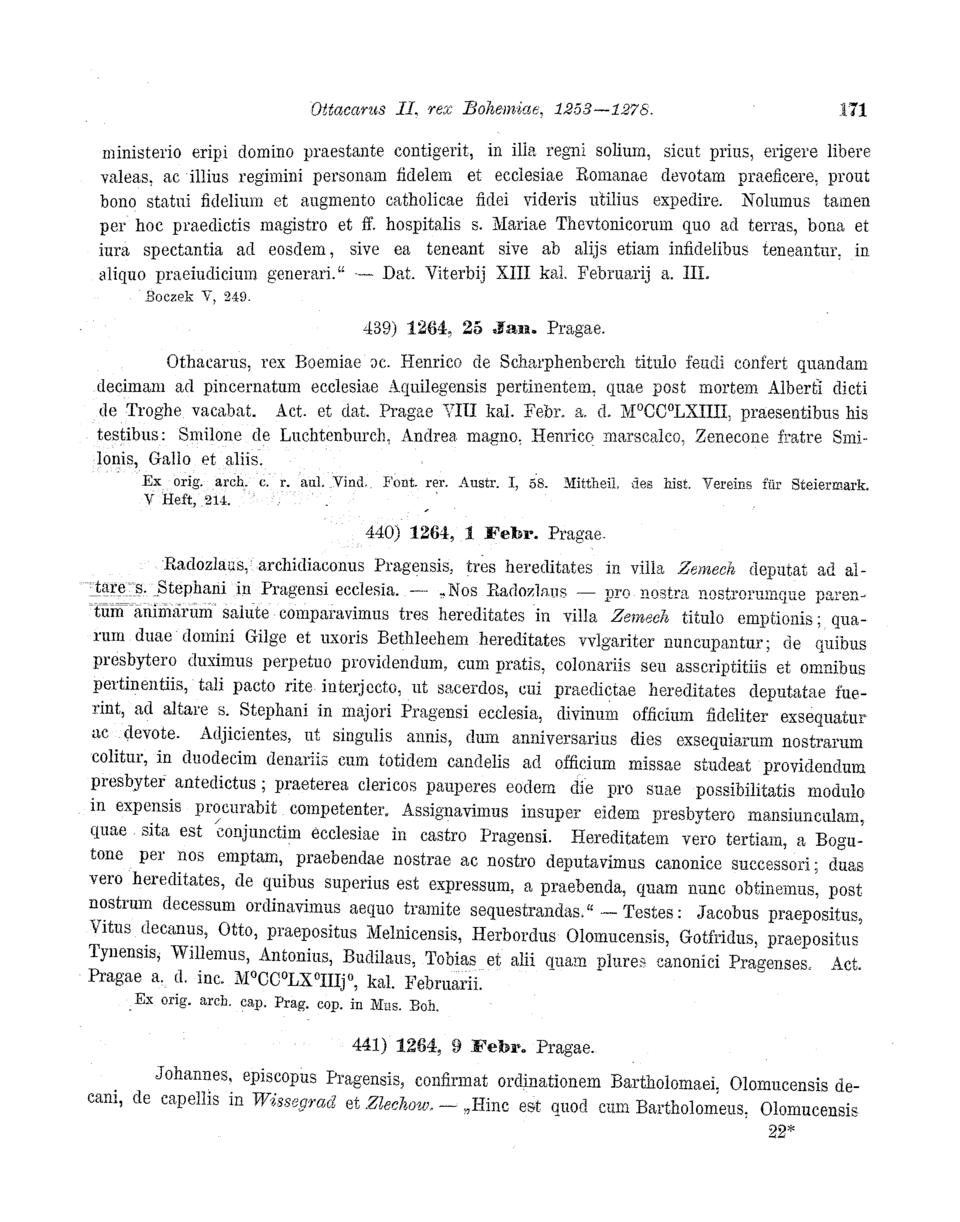 Ottacarus II, rex Bohemiae, 1253—1278. 171
ministerio eripi domino praestante contigerit, in illa regni solium, sicut prius, erigere libere
valeas, ac illius regimini personam fidelem et ecclesiae Romanae devotam praeficere, prout
bono statui fidelium et augmento catholicae fidei videris utilius expedire. Nolumus tamen
per hoc praedictis magistro et ff. hospitalis s. Mariae Thevtonicorum quo ad terras, bona et
iura spectantia ad eosdem, sive ea teneant sive ab alijs etiam infidelibus teneantur, in
aliquo praeiudicium generari.“ — Dat. Viterbij XIII kal. Februarij a. III.
Boczek V, 249.
439) 1264, 25 Jan. Pragae.
Othacarus, rex Boemiae ɔc. Henrico de Scharphenberch titulo feudi confert quandam
decimam ad pincernatum ecclesiae Aquilegensis pertinentem, quae post mortem Alberti dicti
de Troghe vacabat. Act. et dat. Pragae VIII kal. Febr. a. d. M⁰CC⁰LXIIII, praesentibus his
testibus: Smilone de Luchtenburch, Andrea magno, Henrico marscalco, Zenecone fratre Smi-
lonis, Gallo et aliis.
Ex orig. arch. c. r. aul. Vind. Font. rer. Austr. I, 58. Mittheil. des hist. Vereins für Steiermark.
V Heft, 214.
440) 1264, 1 Febr. Pragae.
Radozlaus, archidiaconus Pragensis, tres hereditates in villa Zemech deputat ad al-
tare s. Stephani in Pragensi ecclesia. — „Nos Radozlaus — pro nostra nostrorumque paren-
tum animarum salute comparavimus tres hereditates in villa Zemech titulo emptionis; qua-
rum duae domini Gilge et uxoris Bethleehem hereditates vvlgariter nuncupantur; de quibus
presbytero duximus perpetuo providendum, cum pratis, colonariis seu asscriptitiis et omnibus
pertinentiis, tali pacto rite interjecto, ut sacerdos, cui praedictae hereditates deputatae fue-
rint, ad altare s. Stephani in majori Pragensi ecclesia, divinum officium fideliter exsequatur
ac devote. Adjicientes, ut singulis annis, dum anniversarius dies exsequiarum nostrarum
colitur, in duodecim denariis cum totidem candelis ad officium missae studeat providendum
presbyter antedictus; praeterea clericos pauperes eodem die pro suae possibilitatis modulo
in expensis procurabit competenter. Assignavimus insuper eidem presbytero mansiunculam,
quae sita est conjunctim ecclesiae in castro Pragensi. Hereditatem vero tertiam, a Bogu-
tone per nos emptam, praebendae nostrae ac nostro deputavimus canonice successori; duas
vero hereditates, de quibus superius est expressum, a praebenda, quam nunc obtinemus, post
nostrum decessum ordinavimus aequo tramite sequestrandas.“ — Testes: Jacobus praepositus,
Vitus decanus, Otto, praepositus Melnicensis, Herbordus Olomucensis, Gotfridus, praepositus
Tynensis, Willemus, Antonius, Budilaus, Tobias et alii quam plures canonici Pragenses. Act.
Pragae a. d. inc. M⁰CC⁰LX⁰IIIj⁰, kal. Februarii.
Ex orig. arch. cap. Prag. cop. in Mus. Boh.
441) 1264, 9 Febr. Pragae.
Johannes, episcopus Pragensis, confirmat ordinationem Bartholomaei, Olomucensis de-
cani, de capellis in Wissegrad et Zlechow. — „Hinc est quod cum Bartholomeus, Olomucensis
22*